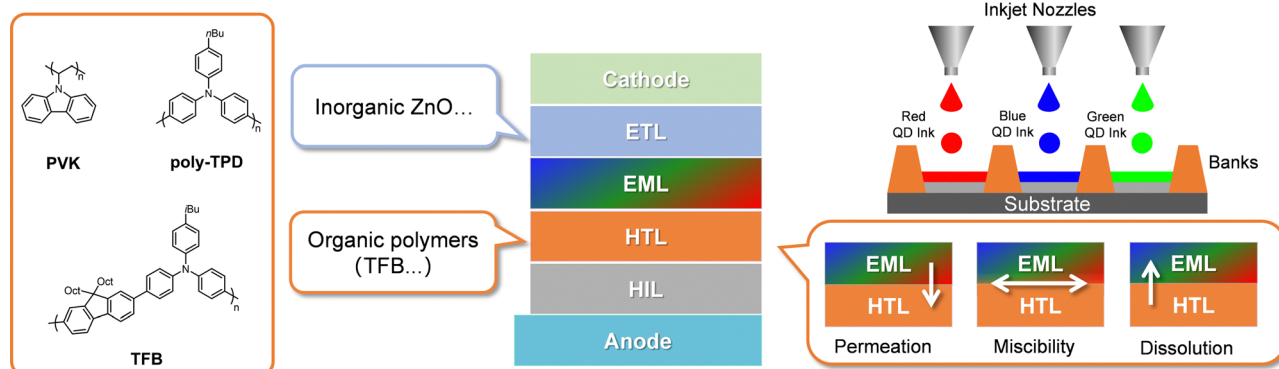 nBu
N
n
N
n
PVK
poly-TPD
iBu
N
Oct
Oct
n
TFB
Inorganic ZnO...
Organic polymers
(TFB...)
Cathode
ETL
EML
HTL
HIL
Anode
Inkjet Nozzles
Red
QD Ink
Blue
QD Ink
Green
QD Ink
Banks
Substrate
EML
HTL
Permeation
EML
HTL
Miscibility
EML
HTL
Dissolution